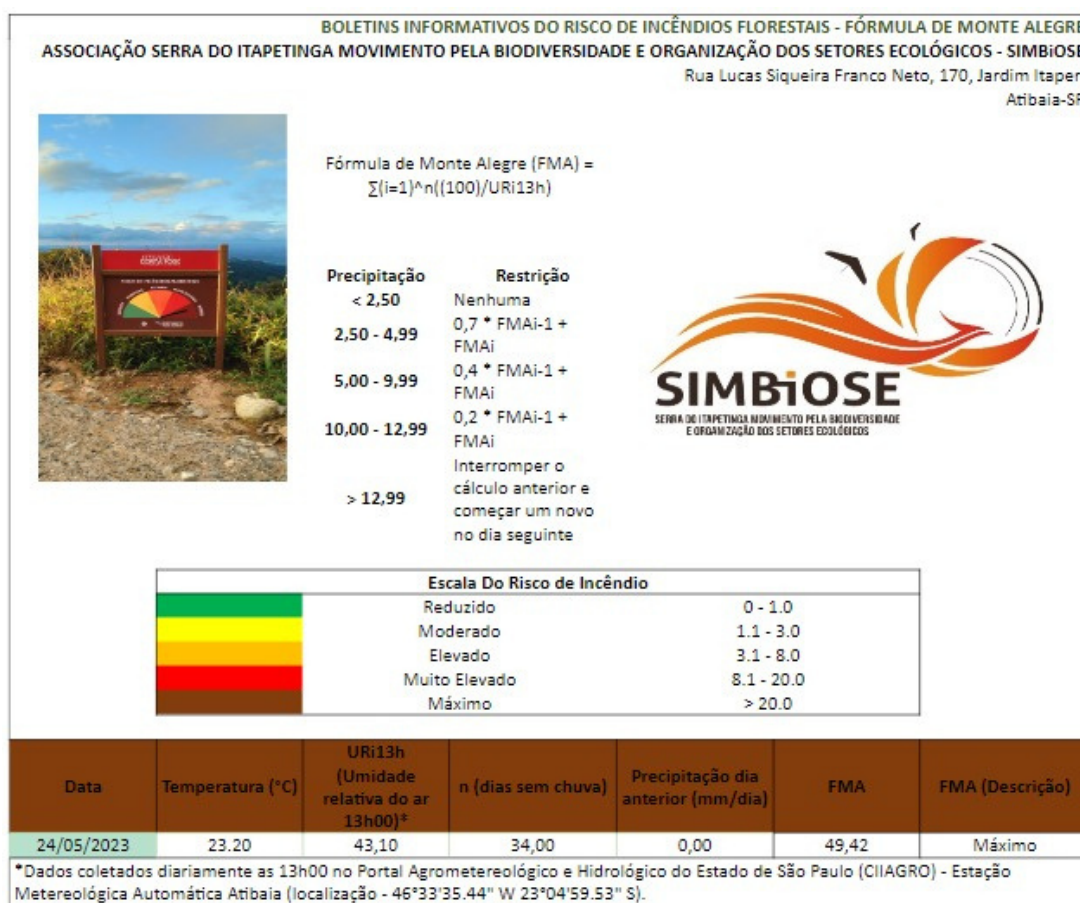 BOLETINS INFORMATIVOS DO RISCO DE INCÊNDIOS FLORESTAIS - FÓRMULA DE MONTE ALEGRE
ASSOCIAÇÃO SERRA DO ITAPETINGA MOVIMENTO PELA BIODIVERSIDADE E ORGANIZAÇÃO DOS SETORES ECOLÓGICOS - SIMBiOSE
Rua Lucas Siqueira Franco Neto, 170, Jardim Itaper
Atibaia-SP
Fórmula de Monte Alegre (FMA) =
∑(i=1)^n((100)/URi13h)
Precipitação Restrição
< 2,50 Nenhuma
2,50 - 4,99 0,7 * FMAi-1 +
FMAi
5,00 - 9,99 0,4 * FMAi-1 +
FMAi
10,00 - 12,99 0,2 * FMAi-1 +
FMAi
> 12,99 Interromper o
cálculo anterior e
começar um novo
no dia seguinte
SIMBiOSE
SERRA DO ITAPETINGA MOVIMENTO PELA BIODIVERSIDADE
E ORGANIZAÇÃO DOS SETORES ECOLÓGICOS
Escala Do Risco de Incêndio
Reduzido 0 - 1.0
Moderado 1.1 - 3.0
Elevado 3.1 - 8.0
Muito Elevado 8.1 - 20.0
Máximo > 20.0
Data Temperatura (°C) URi13h (Umidade relativa do ar 13h00)* n (dias sem chuva) Precipitação dia anterior (mm/dia) FMA FMA (Descrição)
24/05/2023 23.20 43,10 34,00 0,00 49,42 Máximo
*Dados coletados diariamente as 13h00 no Portal Agrometereológico e Hidrológico do Estado de São Paulo (CIIAGRO) - Estação
Metereológica Automática Atibaia (localização - 46°33'35.44" W 23°04'59.53" S).